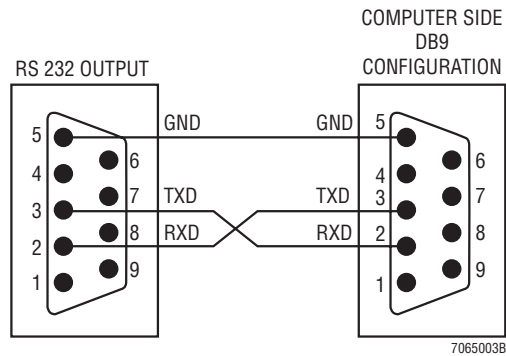 COMPUTER SIDE
DB9
CONFIGURATION
RS 232 OUTPUT
GND GND
5 5
4 6 4 6
3 7 TXD TXD 3 7
2 8 RXD RXD 2 8
1 9 1 9
7065003B